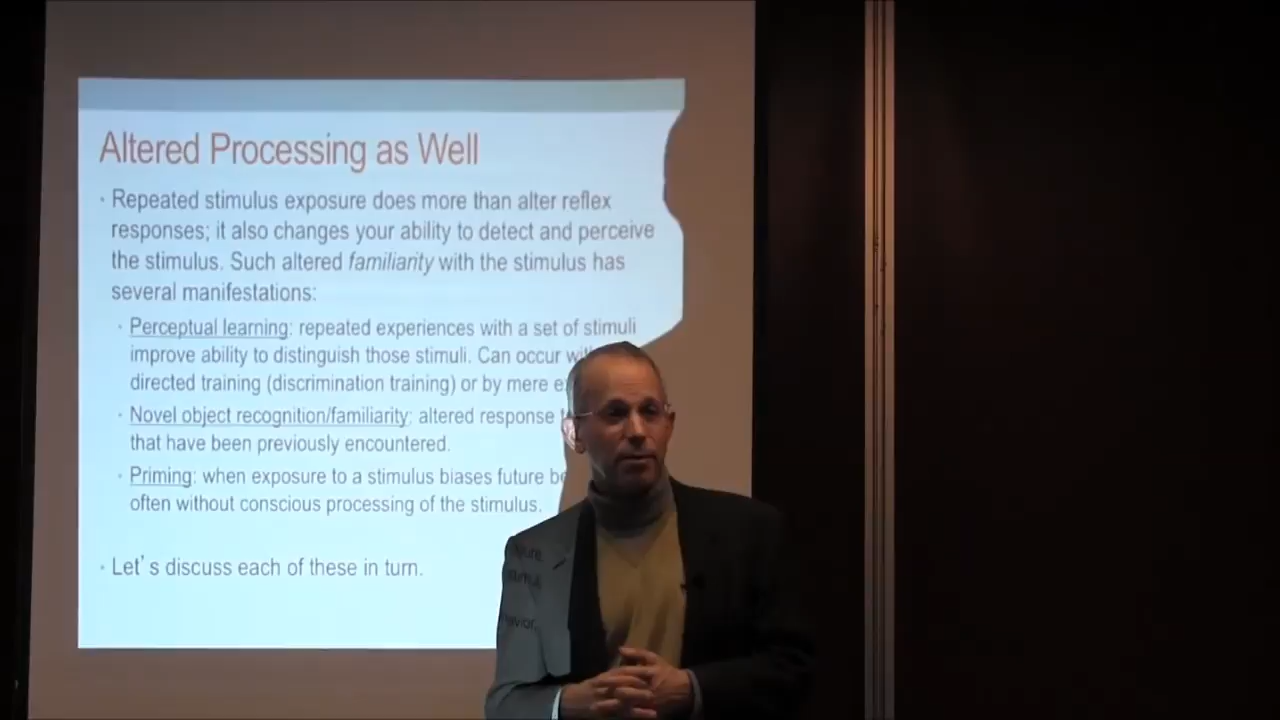 Altered Processing as Well
· Repeated stimulus exposure does more than alter reflex
responses; it also changes your ability to detect and perceive
the stimulus. Such altered familiarity with the stimulus has
several manifestations:
· Perceptual learning: repeated experiences with a set of stimuli
improve ability to distinguish those stimuli. Can occur
directed training (discrimination training) or by mere
· Novel object recognition/familiarity: altered response
that have been previously encountered.
· Priming: when exposure to a stimulus biases future
often without conscious processing of the stimulus.
· Let's discuss each of these in turn.